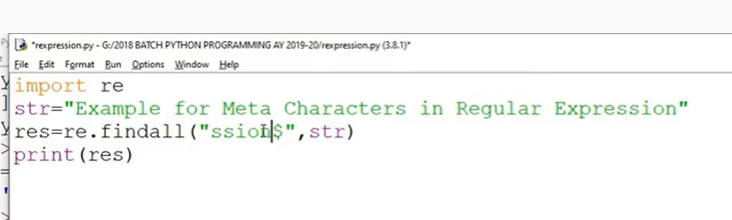 *rexpression.py - G:/2018 BATCH PYTHON PROGRAMMING AY 2019-20/rexpression.py (3.8.1)*
File Edit Format Run Options Window Help
import re
str="Example for Meta Characters in Regular Expression"
res=re.findall("ssion$",str)
print(res)